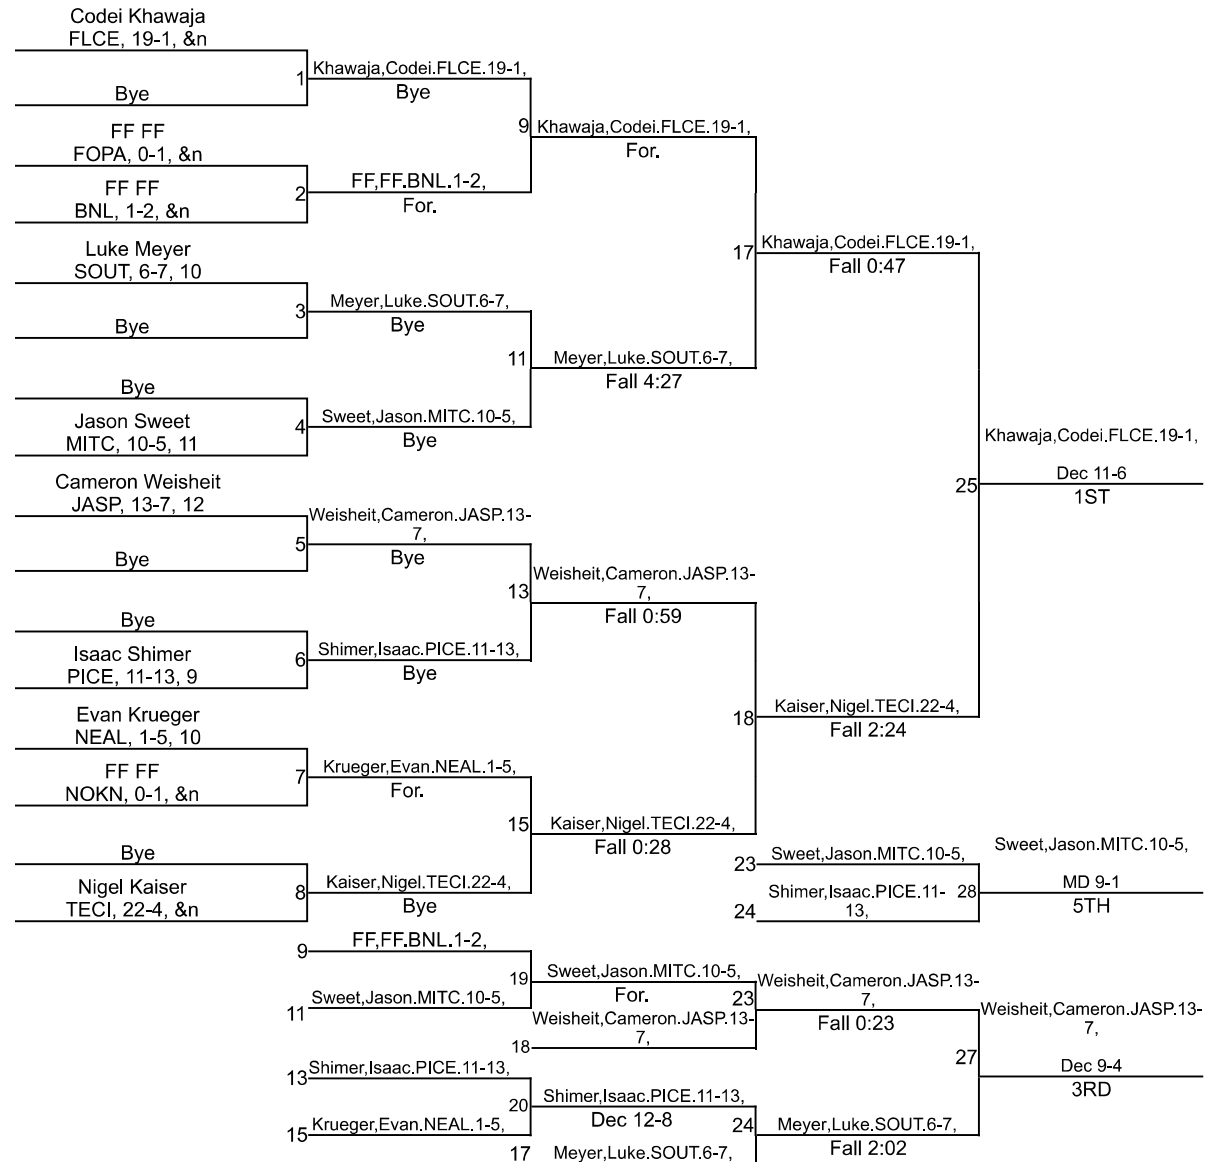 Codei Khawaja
FLCE, 19-1, &n
1
Khawaja,Codei.FLCE.19-1,
Bye
Bye
9
Khawaja,Codei.FLCE.19-1,
For.
FF FF
FOPA, 0-1, &n
2
FF,FF.BNL.1-2,
For.
FF FF
BNL, 1-2, &n
17
Khawaja,Codei.FLCE.19-1,
Fall 0:47
Luke Meyer
SOUT, 6-7, 10
3
Meyer,Luke.SOUT.6-7,
Bye
Bye
11
Meyer,Luke.SOUT.6-7,
Fall 4:27
Bye
4
Sweet,Jason.MITC.10-5,
Bye
Jason Sweet
MITC, 10-5, 11
25
Khawaja,Codei.FLCE.19-1,
Dec 11-6
1ST
Cameron Weisheit
JASP, 13-7, 12
5
Weisheit,Cameron.JASP.13-
7,
Bye
Bye
13
Weisheit,Cameron.JASP.13-
7,
Fall 0:59
Bye
6
Shimer,Isaac.PICE.11-13,
Bye
Isaac Shimer
PICE, 11-13, 9
18
Kaiser,Nigel.TECI.22-4,
Fall 2:24
Evan Krueger
NEAL, 1-5, 10
7
Krueger,Evan.NEAL.1-5,
For.
FF FF
NOKN, 0-1, &n
15
Kaiser,Nigel.TECI.22-4,
Fall 0:28
Bye
8
Kaiser,Nigel.TECI.22-4,
Bye
Nigel Kaiser
TECI, 22-4, &n
23
Sweet,Jason.MITC.10-5,
24
Shimer,Isaac.PICE.11-
13,
28
Sweet,Jason.MITC.10-5,
MD 9-1
5TH
9
FF,FF.BNL.1-2,
11
Sweet,Jason.MITC.10-5,
19
Sweet,Jason.MITC.10-5,
For.
18
Weisheit,Cameron.JASP.13-
7,
23
Weisheit,Cameron.JASP.13-
7,
Fall 0:23
27
Weisheit,Cameron.JASP.13-
7,
Dec 9-4
3RD
13
Shimer,Isaac.PICE.11-13,
15
Krueger,Evan.NEAL.1-5,
20
Shimer,Isaac.PICE.11-13,
Dec 12-8
17
Meyer,Luke.SOUT.6-7,
24
Meyer,Luke.SOUT.6-7,
Fall 2:02